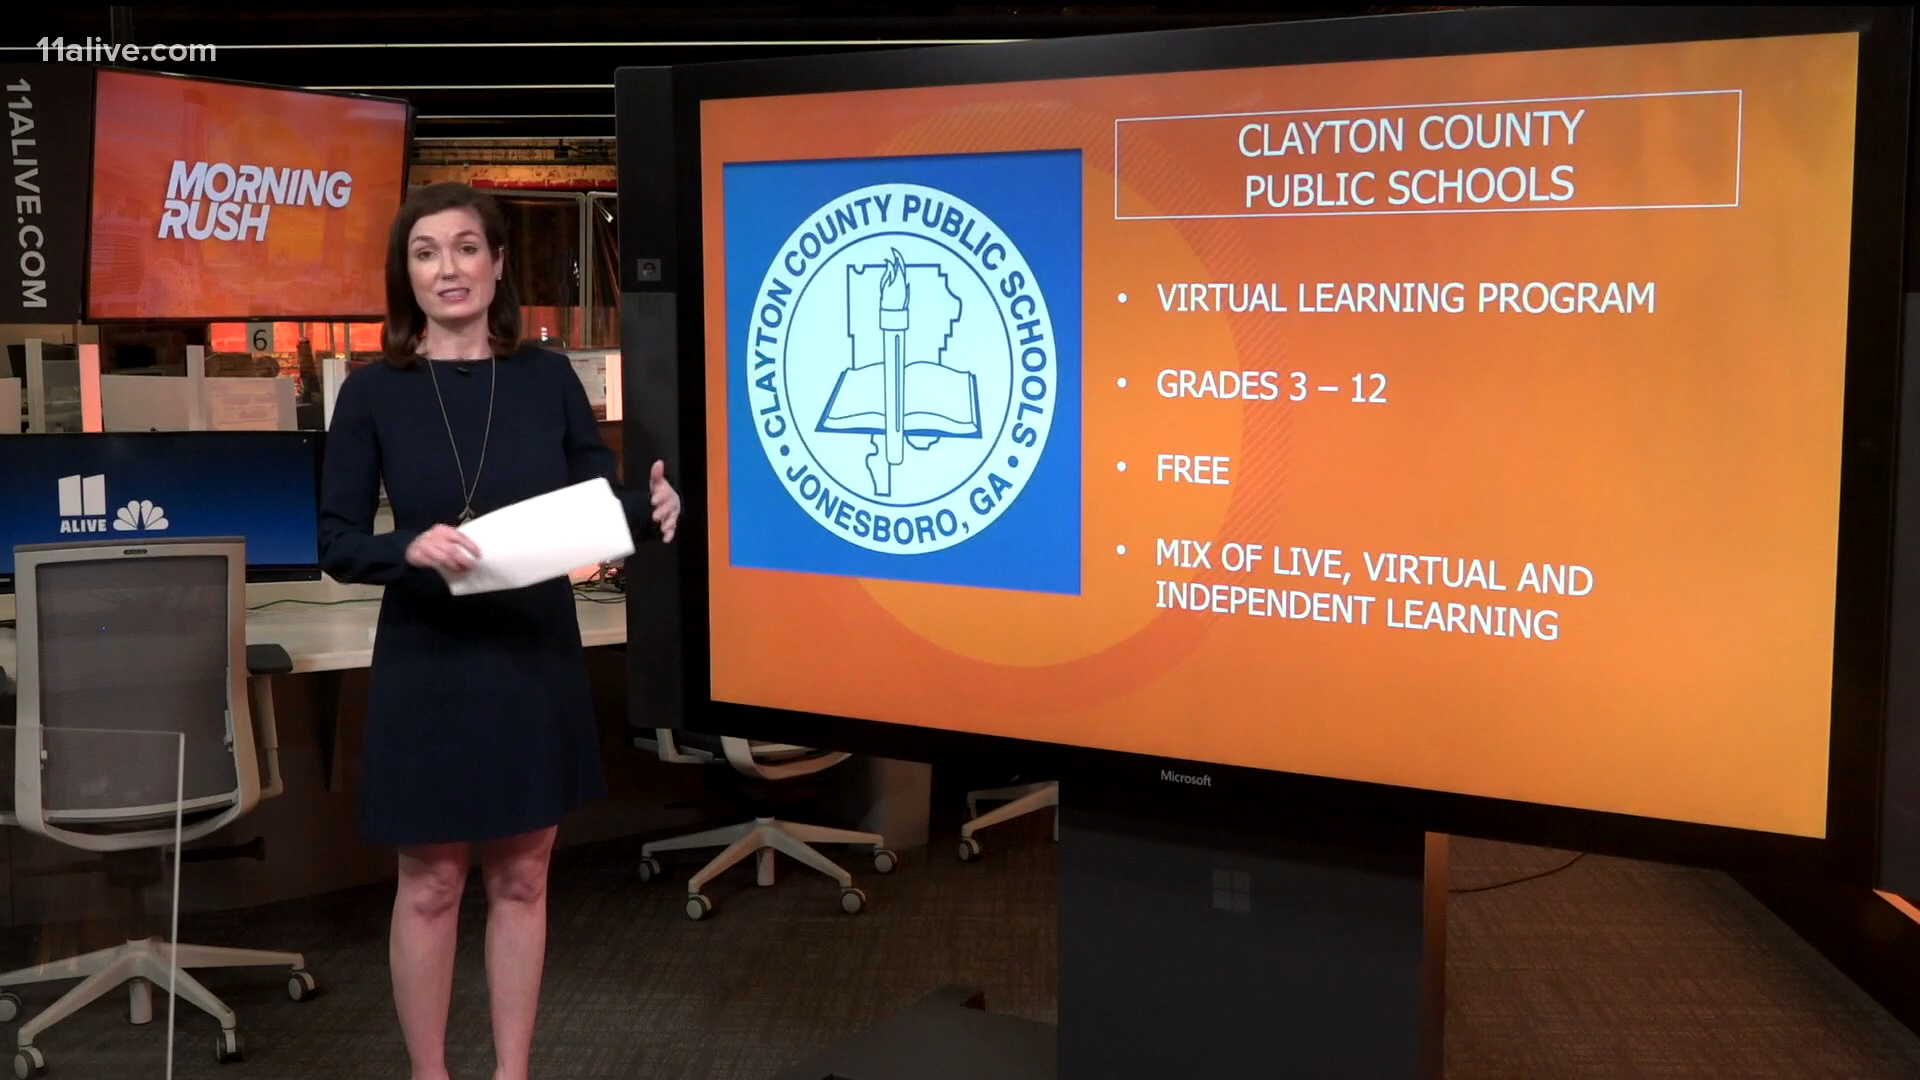 11alive.com
11ALIVE.COM
MORNING
RUSH
6
11
ALIVE
CLAYTON COUNTY PUBLIC SCHOOLS
• JONESBORO, GA •
CLAYTON COUNTY
PUBLIC SCHOOLS
• VIRTUAL LEARNING PROGRAM
• GRADES 3 – 12
• FREE
• MIX OF LIVE, VIRTUAL AND
INDEPENDENT LEARNING
Microsoft